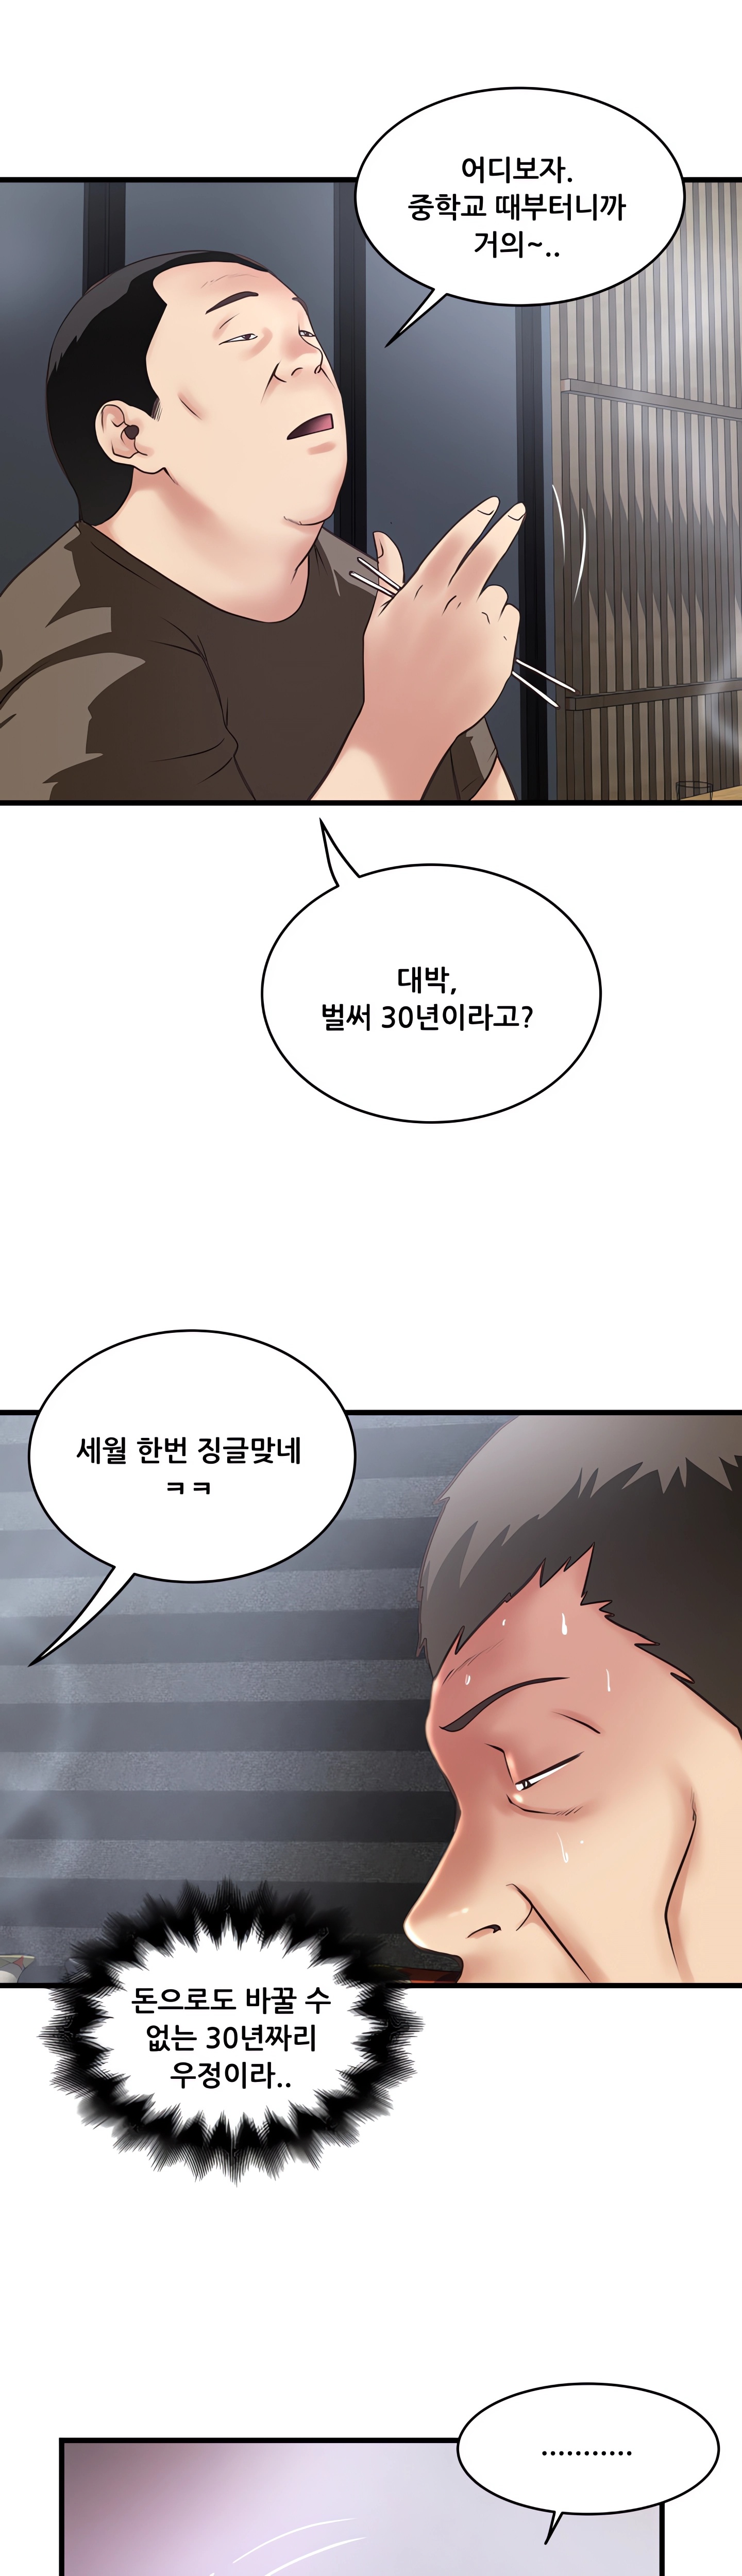 어디보자.
중학교 때부터니까
거의~..
대박,
벌써 30년이라고?
세월 한번 징글맞네
ㅋㅋ
돈으로도 바꿀 수
없는 30년짜리
우정이라..
...........